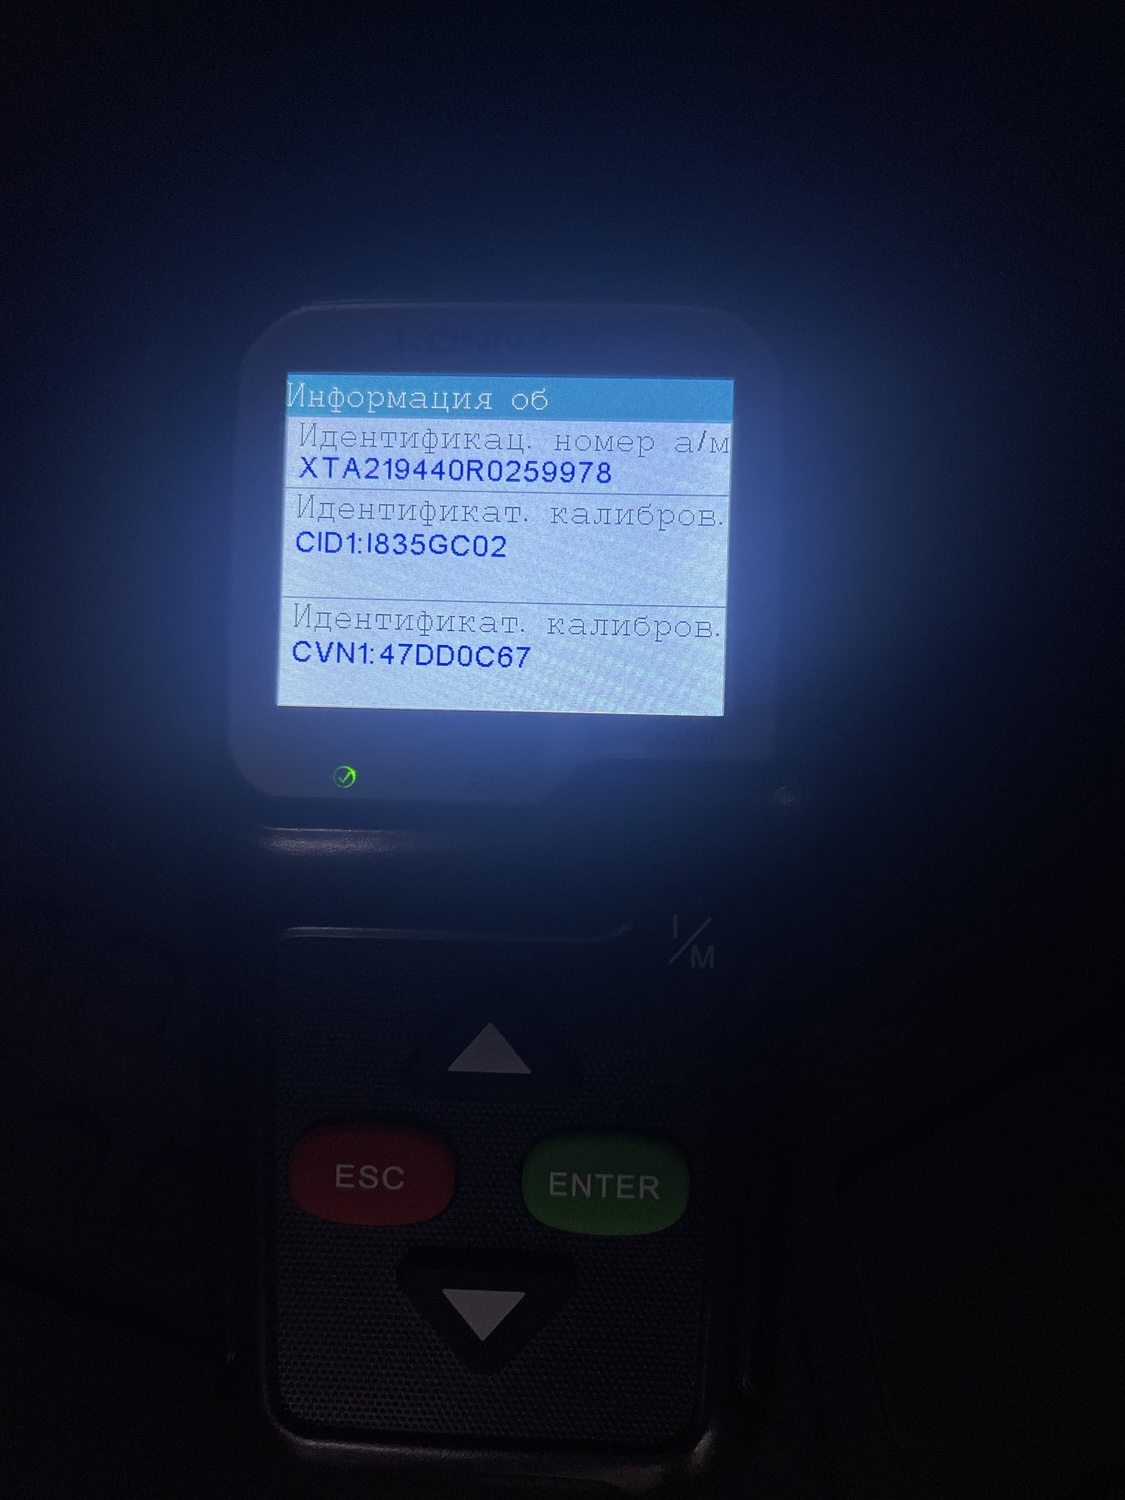 Информация об
Идентификац. номер а/м
XTA219440R0259978
Идентификат. калибров.
CID1:I835GC02
Идентификат. калибров.
CVN1:47DD0C67
I/M
ESC
ENTER